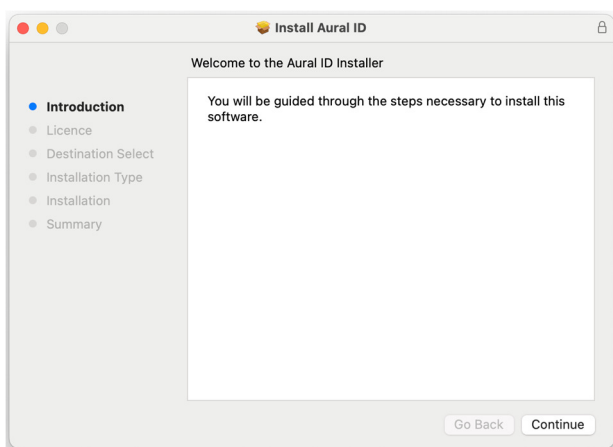 Install Aural ID
Welcome to the Aural ID Installer
Introduction
Licence
Destination Select
Installation Type
Installation
Summary
You will be guided through the steps necessary to install this
software.
Go Back
Continue